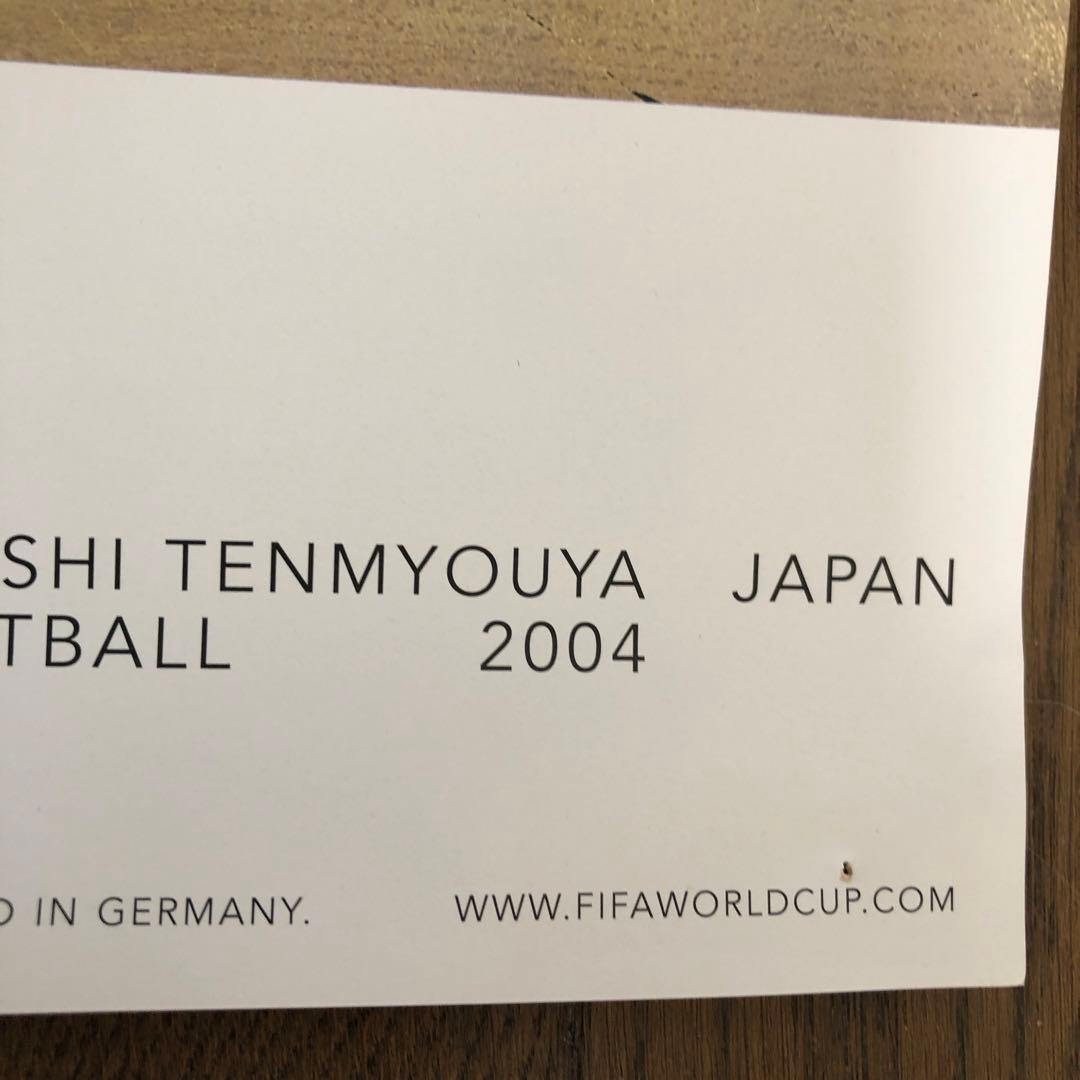 SHI TENMYOUYA JAPAN
TBALL 2004
D IN GERMANY. WWW.FIFAWORLDCUP.COM